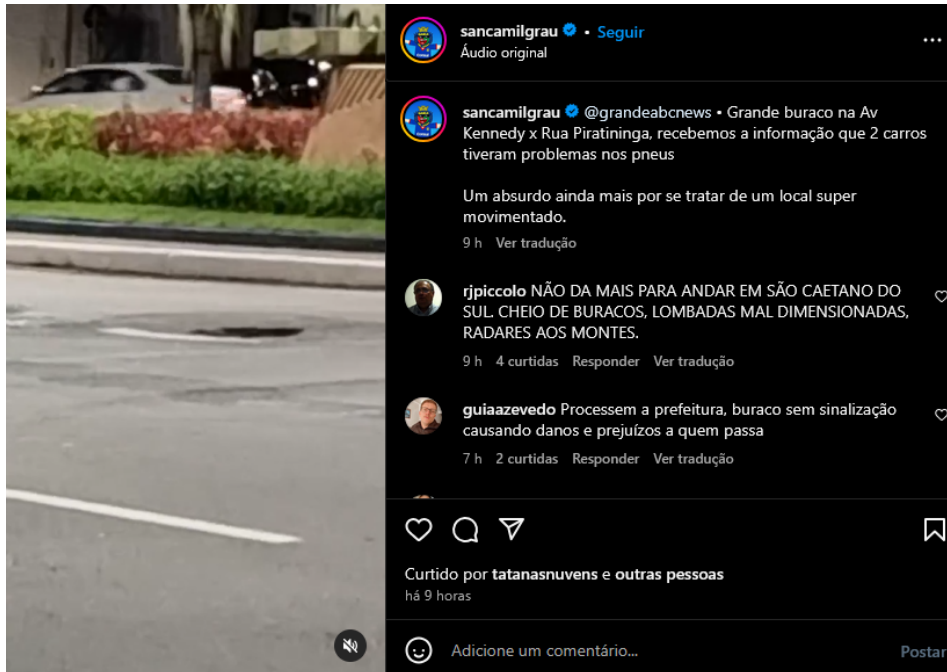 sancamilgrau • Seguir
Áudio original
sancamilgrau @grandeabcnews • Grande buraco na Av
Kennedy x Rua Piratininga, recebemos a informação que 2 carros
tiveram problemas nos pneus
Um absurdo ainda mais por se tratar de um local super
movimentado.
9 h Ver tradução
rjpiccolo NÃO DA MAIS PARA ANDAR EM SÃO CAETANO DO
SUL. CHEIO DE BURACOS, LOMBADAS MAL DIMENSIONADAS,
RADARES AOS MONTES.
9 h 4 curtidas Responder Ver tradução
guiaazevedo Processem a prefeitura, buraco sem sinalização
causando danos e prejuízos a quem passa
7 h 2 curtidas Responder Ver tradução
Curtido por tatanasnuvens e outras pessoas
há 9 horas
Adicione um comentário...
Postar